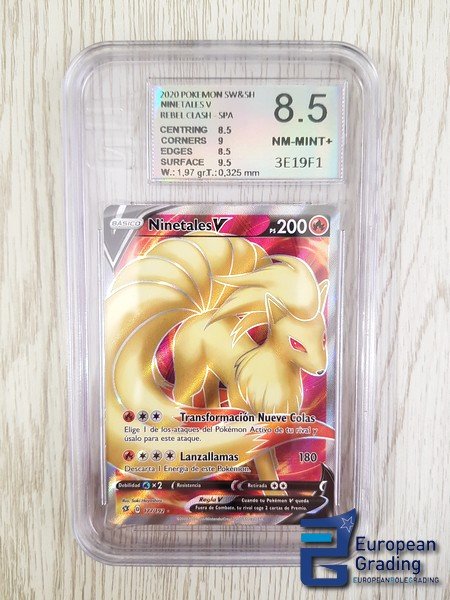 2020 POKEMON SW&SH
NINETALES V
REBEL CLASH - SPA
CENTRING 8.5
CORNERS 9
EDGES 8.5
SURFACE 9.5
W.: 1,97 gr.T.: 0,325 mm
8.5
NM-MINT+
3E19F1
BÁSICO
Ninetales V
PS 200
Transformación Nueve Colas
Elige 1 de los ataques del Pokémon Activo de tu rival y
úsalo para este ataque.
Lanzallamas 180
Descarta 1 Energía de este Pokémon.
Debilidad ×2 Resistencia Retirada
Regla V
Cuando tu Pokémon V queda
Fuera de Combate, tu rival coge 2 cartas de Premio.
177/192
European
Grading
EUROPEANPOLEGRADING